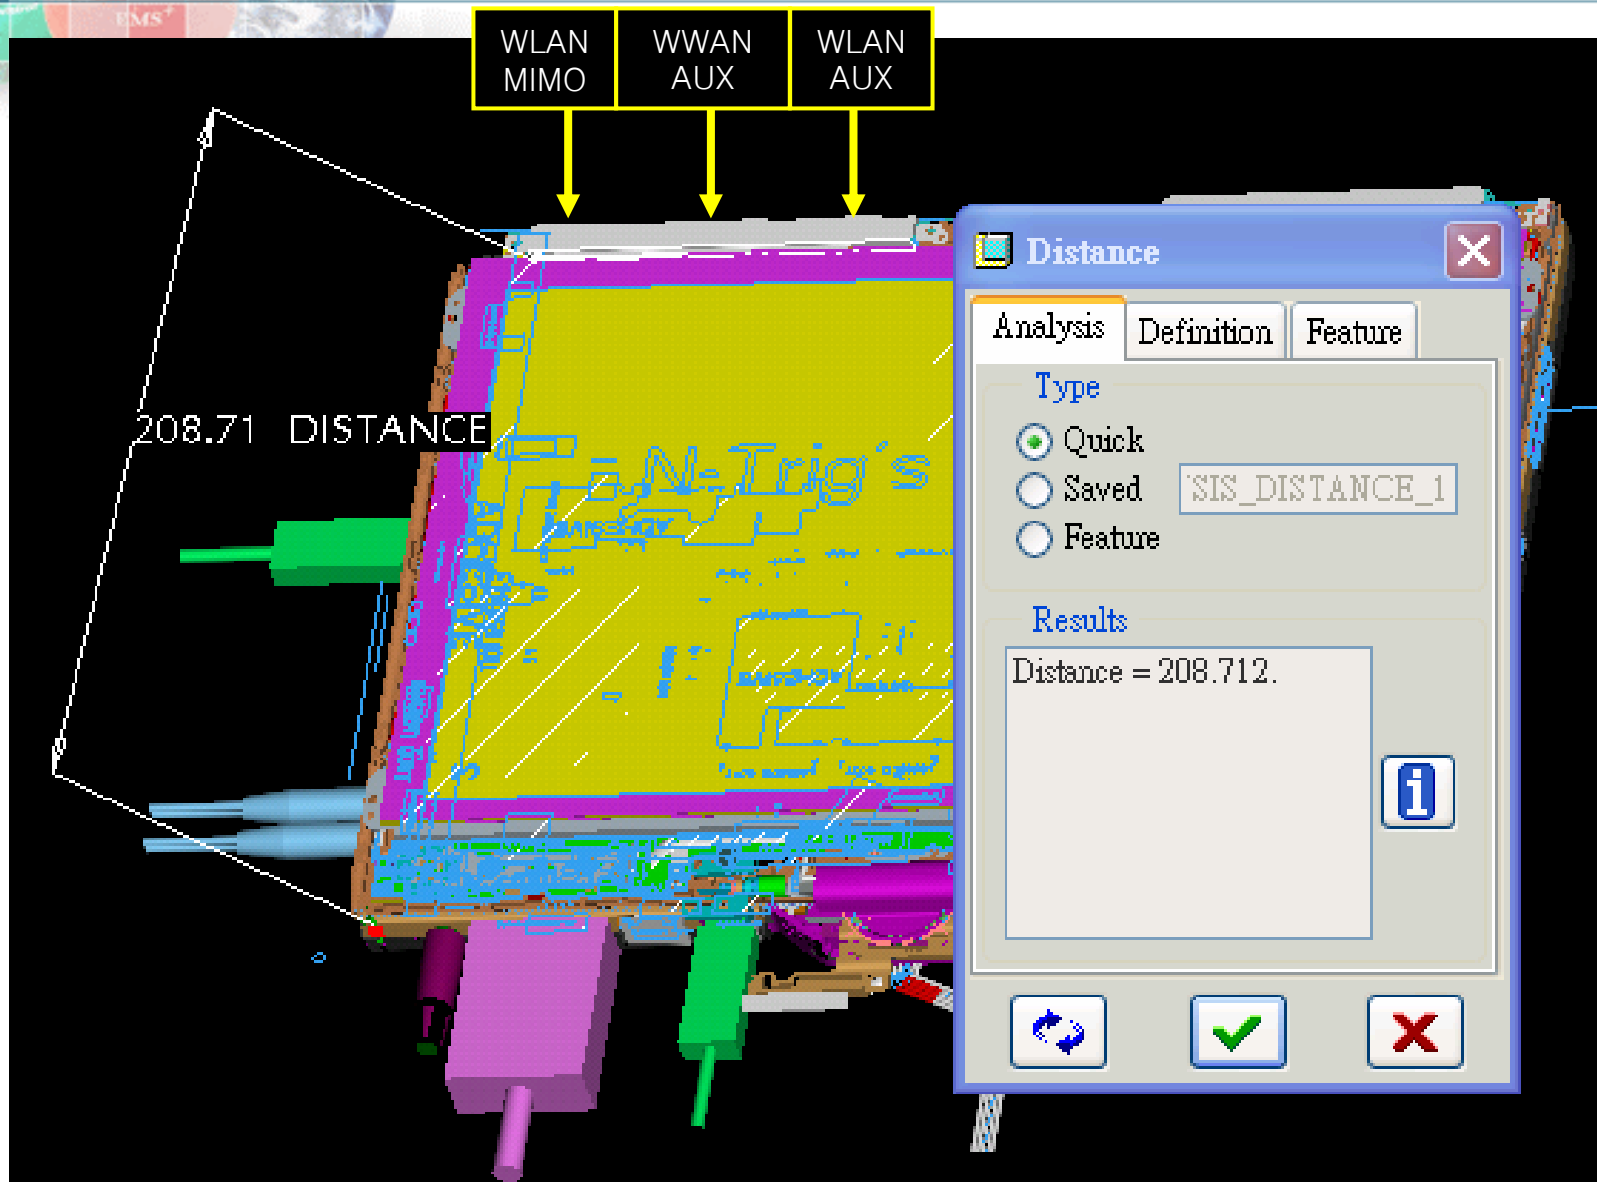 EMS+
WLAN
MIMO
WWAN
AUX
WLAN
AUX
208.71 DISTANCE
N-Trig's
Distance
Analysis
Definition
Feature
Type
Quick
Saved
SIS_DISTANCE_1
Feature
Results
Distance = 208.712.